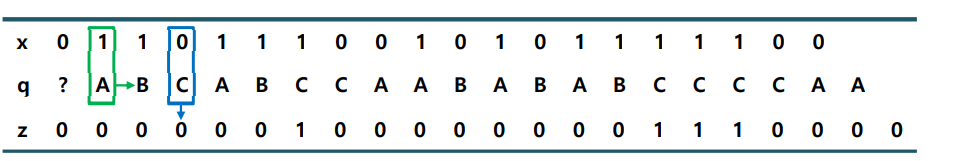 x 0 1 1 0 1 1 1 0 0 1 0 1 0 1 1 1 1 1 0 0
q ? A B C A B C C A A B A B A B C C C C A A
z 0 0 0 0 0 0 1 0 0 0 0 0 0 0 0 1 1 1 0 0 0 0